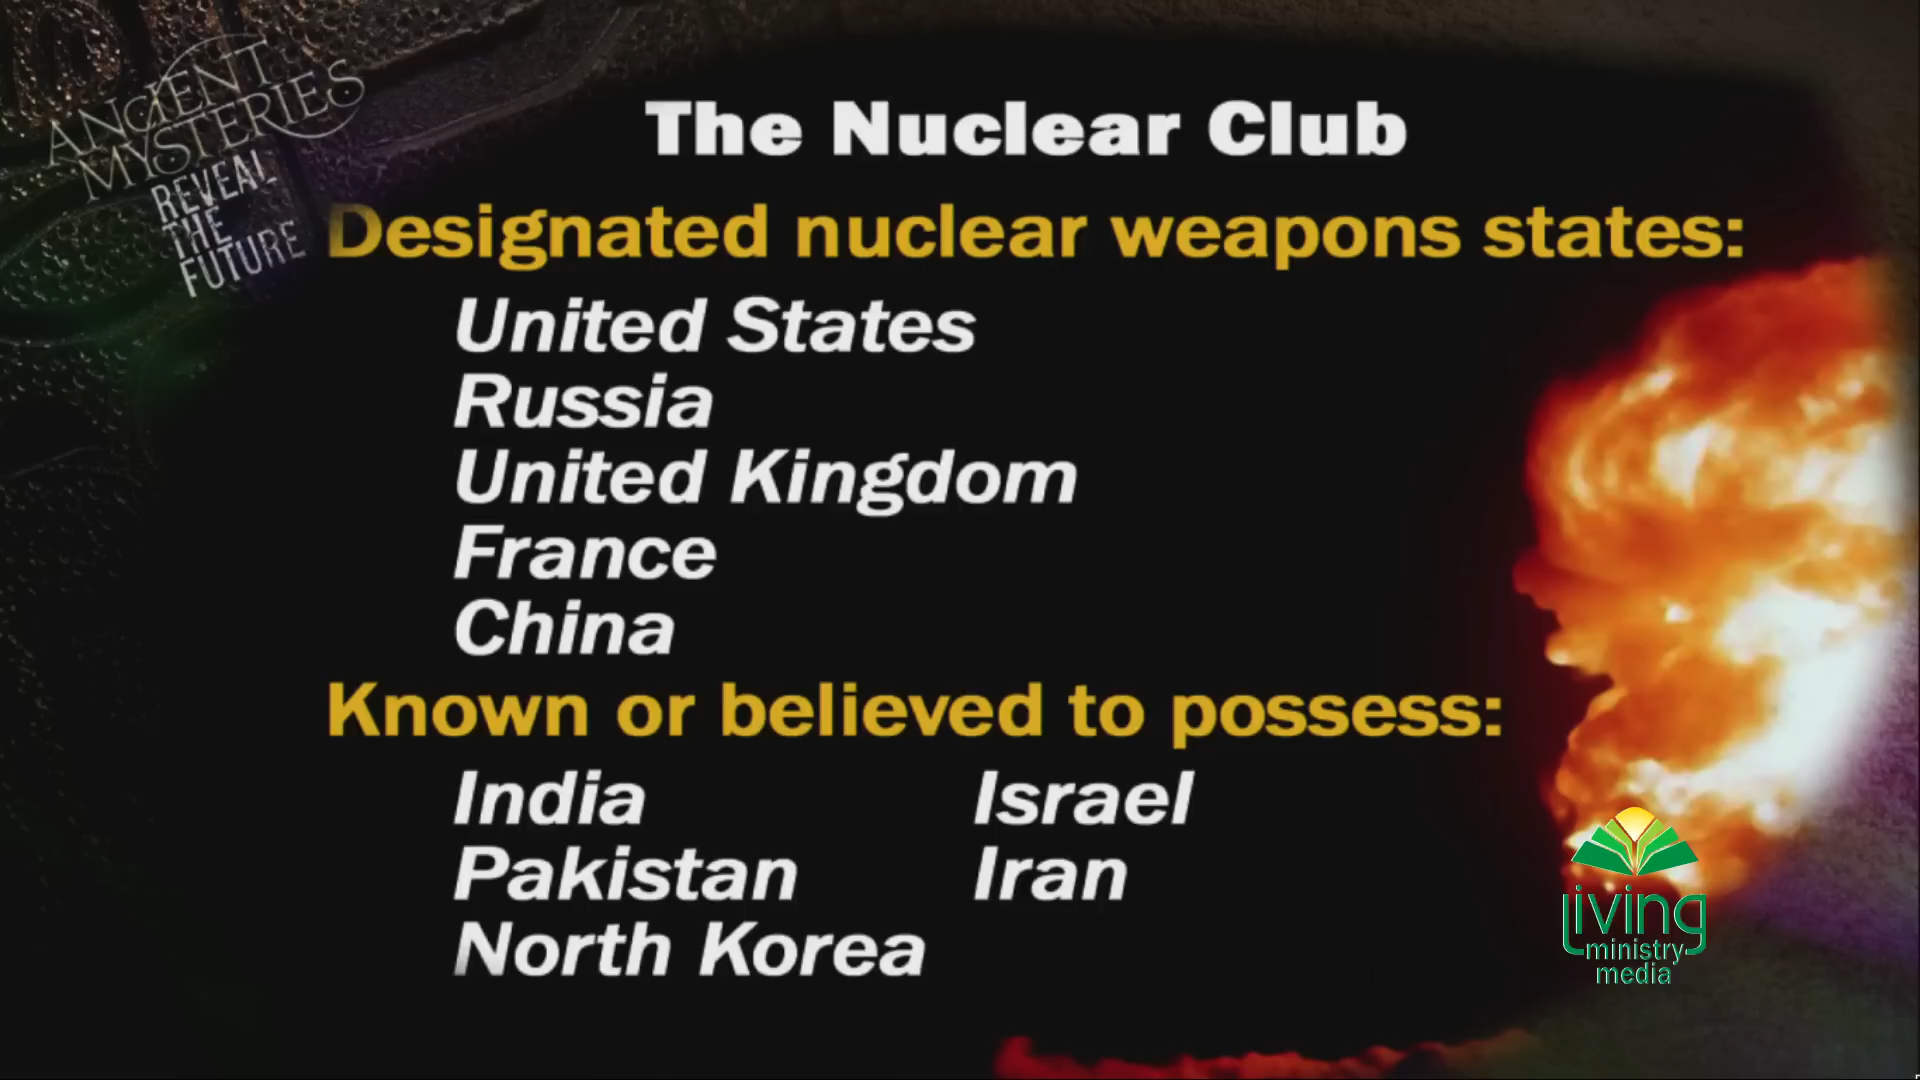 ANCIENT
MYSTERIES
REVEAL
THE
FUTURE
The Nuclear Club
Designated nuclear weapons states:
United States
Russia
United Kingdom
France
China
Known or believed to possess:
India Israel
Pakistan Iran
North Korea
Living
ministry
media